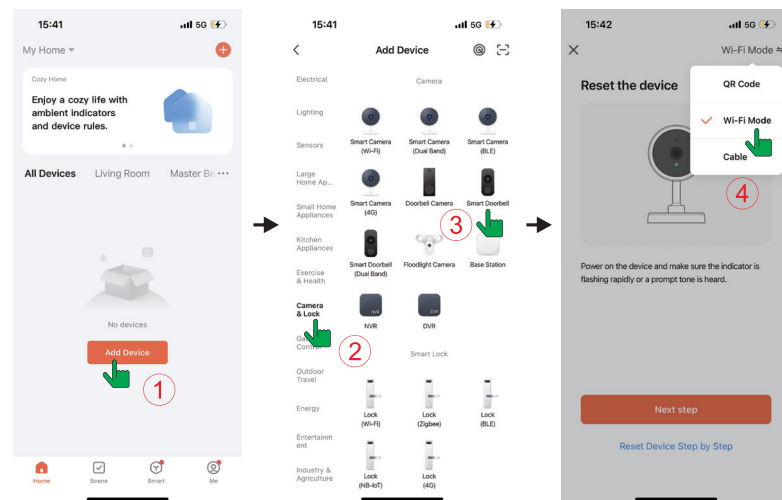 15:41
5G
My Home
Cozy Home
Enjoy a cozy life with
ambient indicators
and device rules.
All Devices Living Room Master Be ···
No devices
Add Device
1
Home Scene Smart Me
15:41
5G
Add Device
Electrical
Lighting
Sensors
Large
Home Ap...
Small Home
Appliances
Kitchen
Appliances
Exercise
& Health
Camera
& Lock
2
Outdoor
Travel
Energy
Entertainm
ent
Industry &
Agriculture
Camera
Smart Camera
(Wi-Fi)
Smart Camera
(Dual Band)
Smart Camera
(BLE)
Smart Camera
(4G)
Doorbell Camera
Smart Doorbell
3
Smart Doorbell
(Dual Band)
Floodlight Camera
Base Station
NVR
NVR
DVR
DVR
Smart Lock
Lock
(Wi-Fi)
Lock
(Zigbee)
Lock
(BLE)
Lock
(NB-IoT)
Lock
(4G)
15:42
5G
Wi-Fi Mode
Reset the device
QR Code
Wi-Fi Mode
Cable
4
Power on the device and make sure the indicator is
flashing rapidly or a prompt tone is heard.
Next step
Reset Device Step by Step